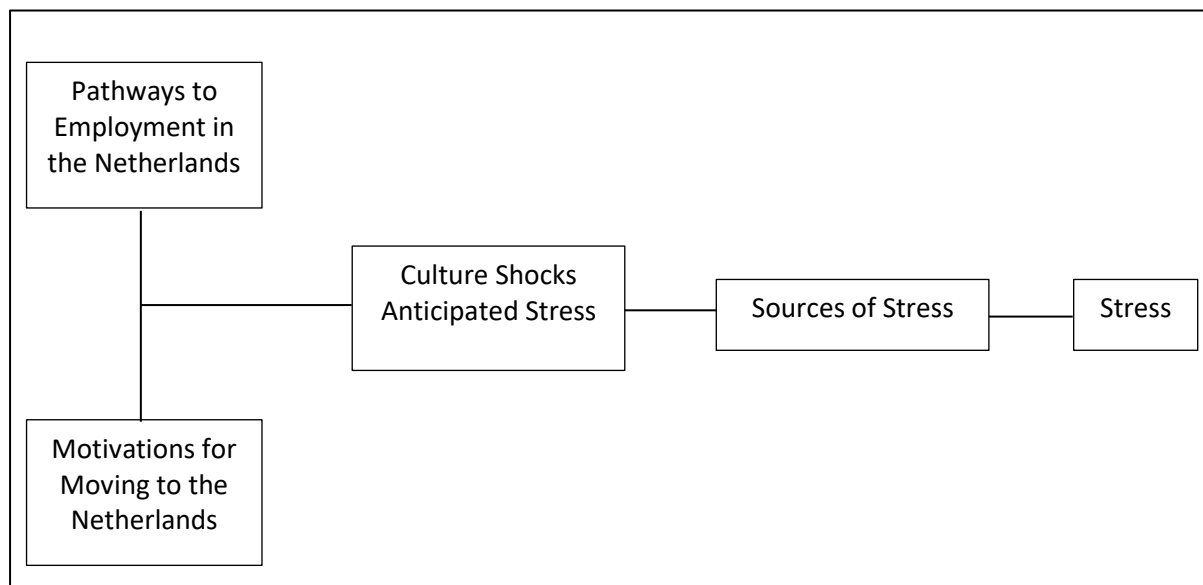 Pathways to
Employment in
the Netherlands
Culture Shocks
Anticipated Stress
Sources of Stress
Stress
Motivations for
Moving to the
Netherlands